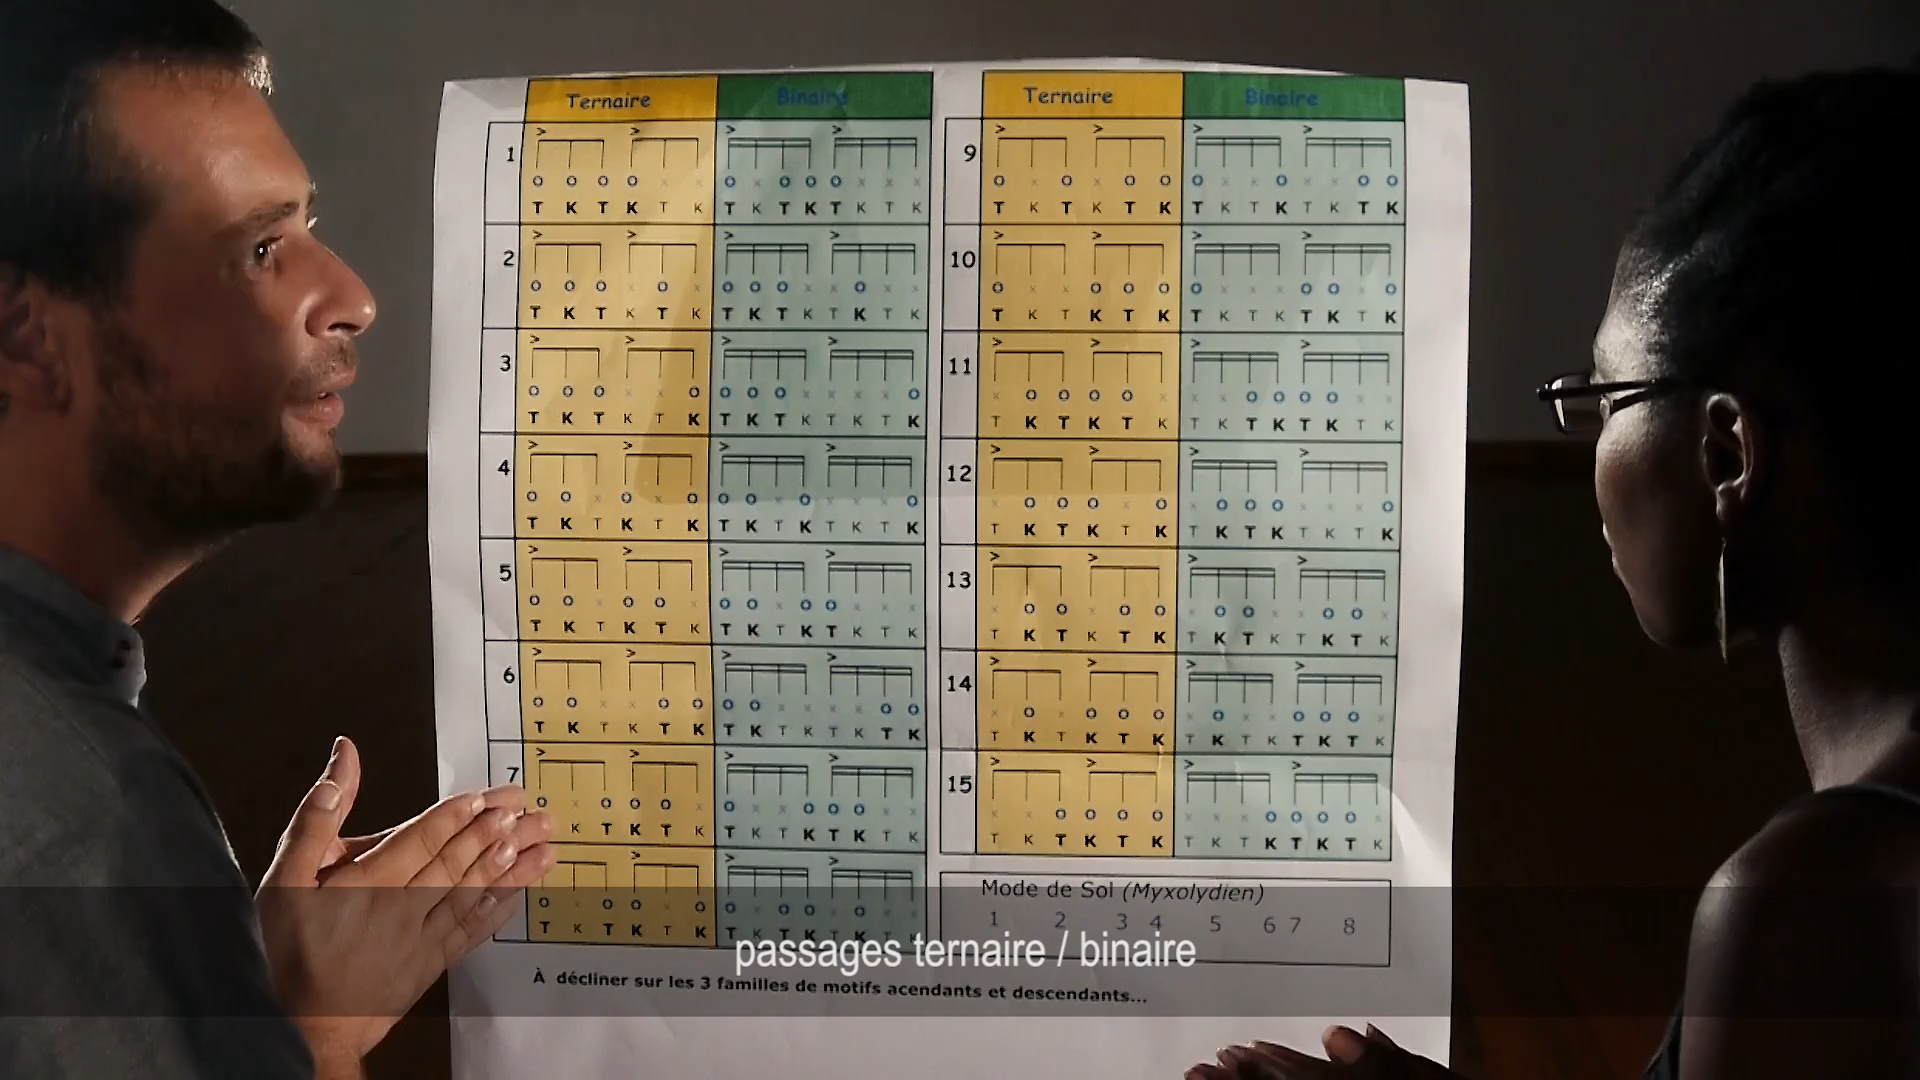 Ternaire Binaire
1
O O O O x x O x O O O x x x
T K T K T K T K T K T K T K
2
O O O x O x O O O x x O x x
T K T K T K T K T K T K T K
3
O O O x x O O O O x x x x O
T K T K T K T K T K T K T K
4
O O x O x O O O x O x x x O
T K T K T K T K T K T K T K
5
O O x O O x O O x O O x x x
T K T K T K T K T K T K T K
6
O O x x O O O O x x x x O O
T K T K T K T K T K T K T K
7
O x O O O x O x x O O O x x
K T K T K T K T K T K T K
O x O O x O O x O O x O x x
T K T K T K T K T K T K T K
Ternaire Binaire
9
O x O x O O O x x O x x O O
T K T K T K T K T K T K T K
10
O x x O O O O x x x O O x O
T K T K T K T K T K T K T K
11
x O O O O x x x O O O O x x
T K T K T K T K T K T K T K
12
x O O O x O x O O O x x x O
T K T K T K T K T K T K T K
13
x O O x O O x O O x x O O x
T K T K T K T K T K T K T K
14
x O x O O O x O x x O O O x
T K T K T K T K T K T K T K
15
x x O O O O x x x O O O O x
T K T K T K T K T K T K T K
Mode de Sol (Myxolydien)
1 2 3 4 5 6 7 8
passages ternaire / binaire
À décliner sur les 3 familles de motifs acendants et descendants...